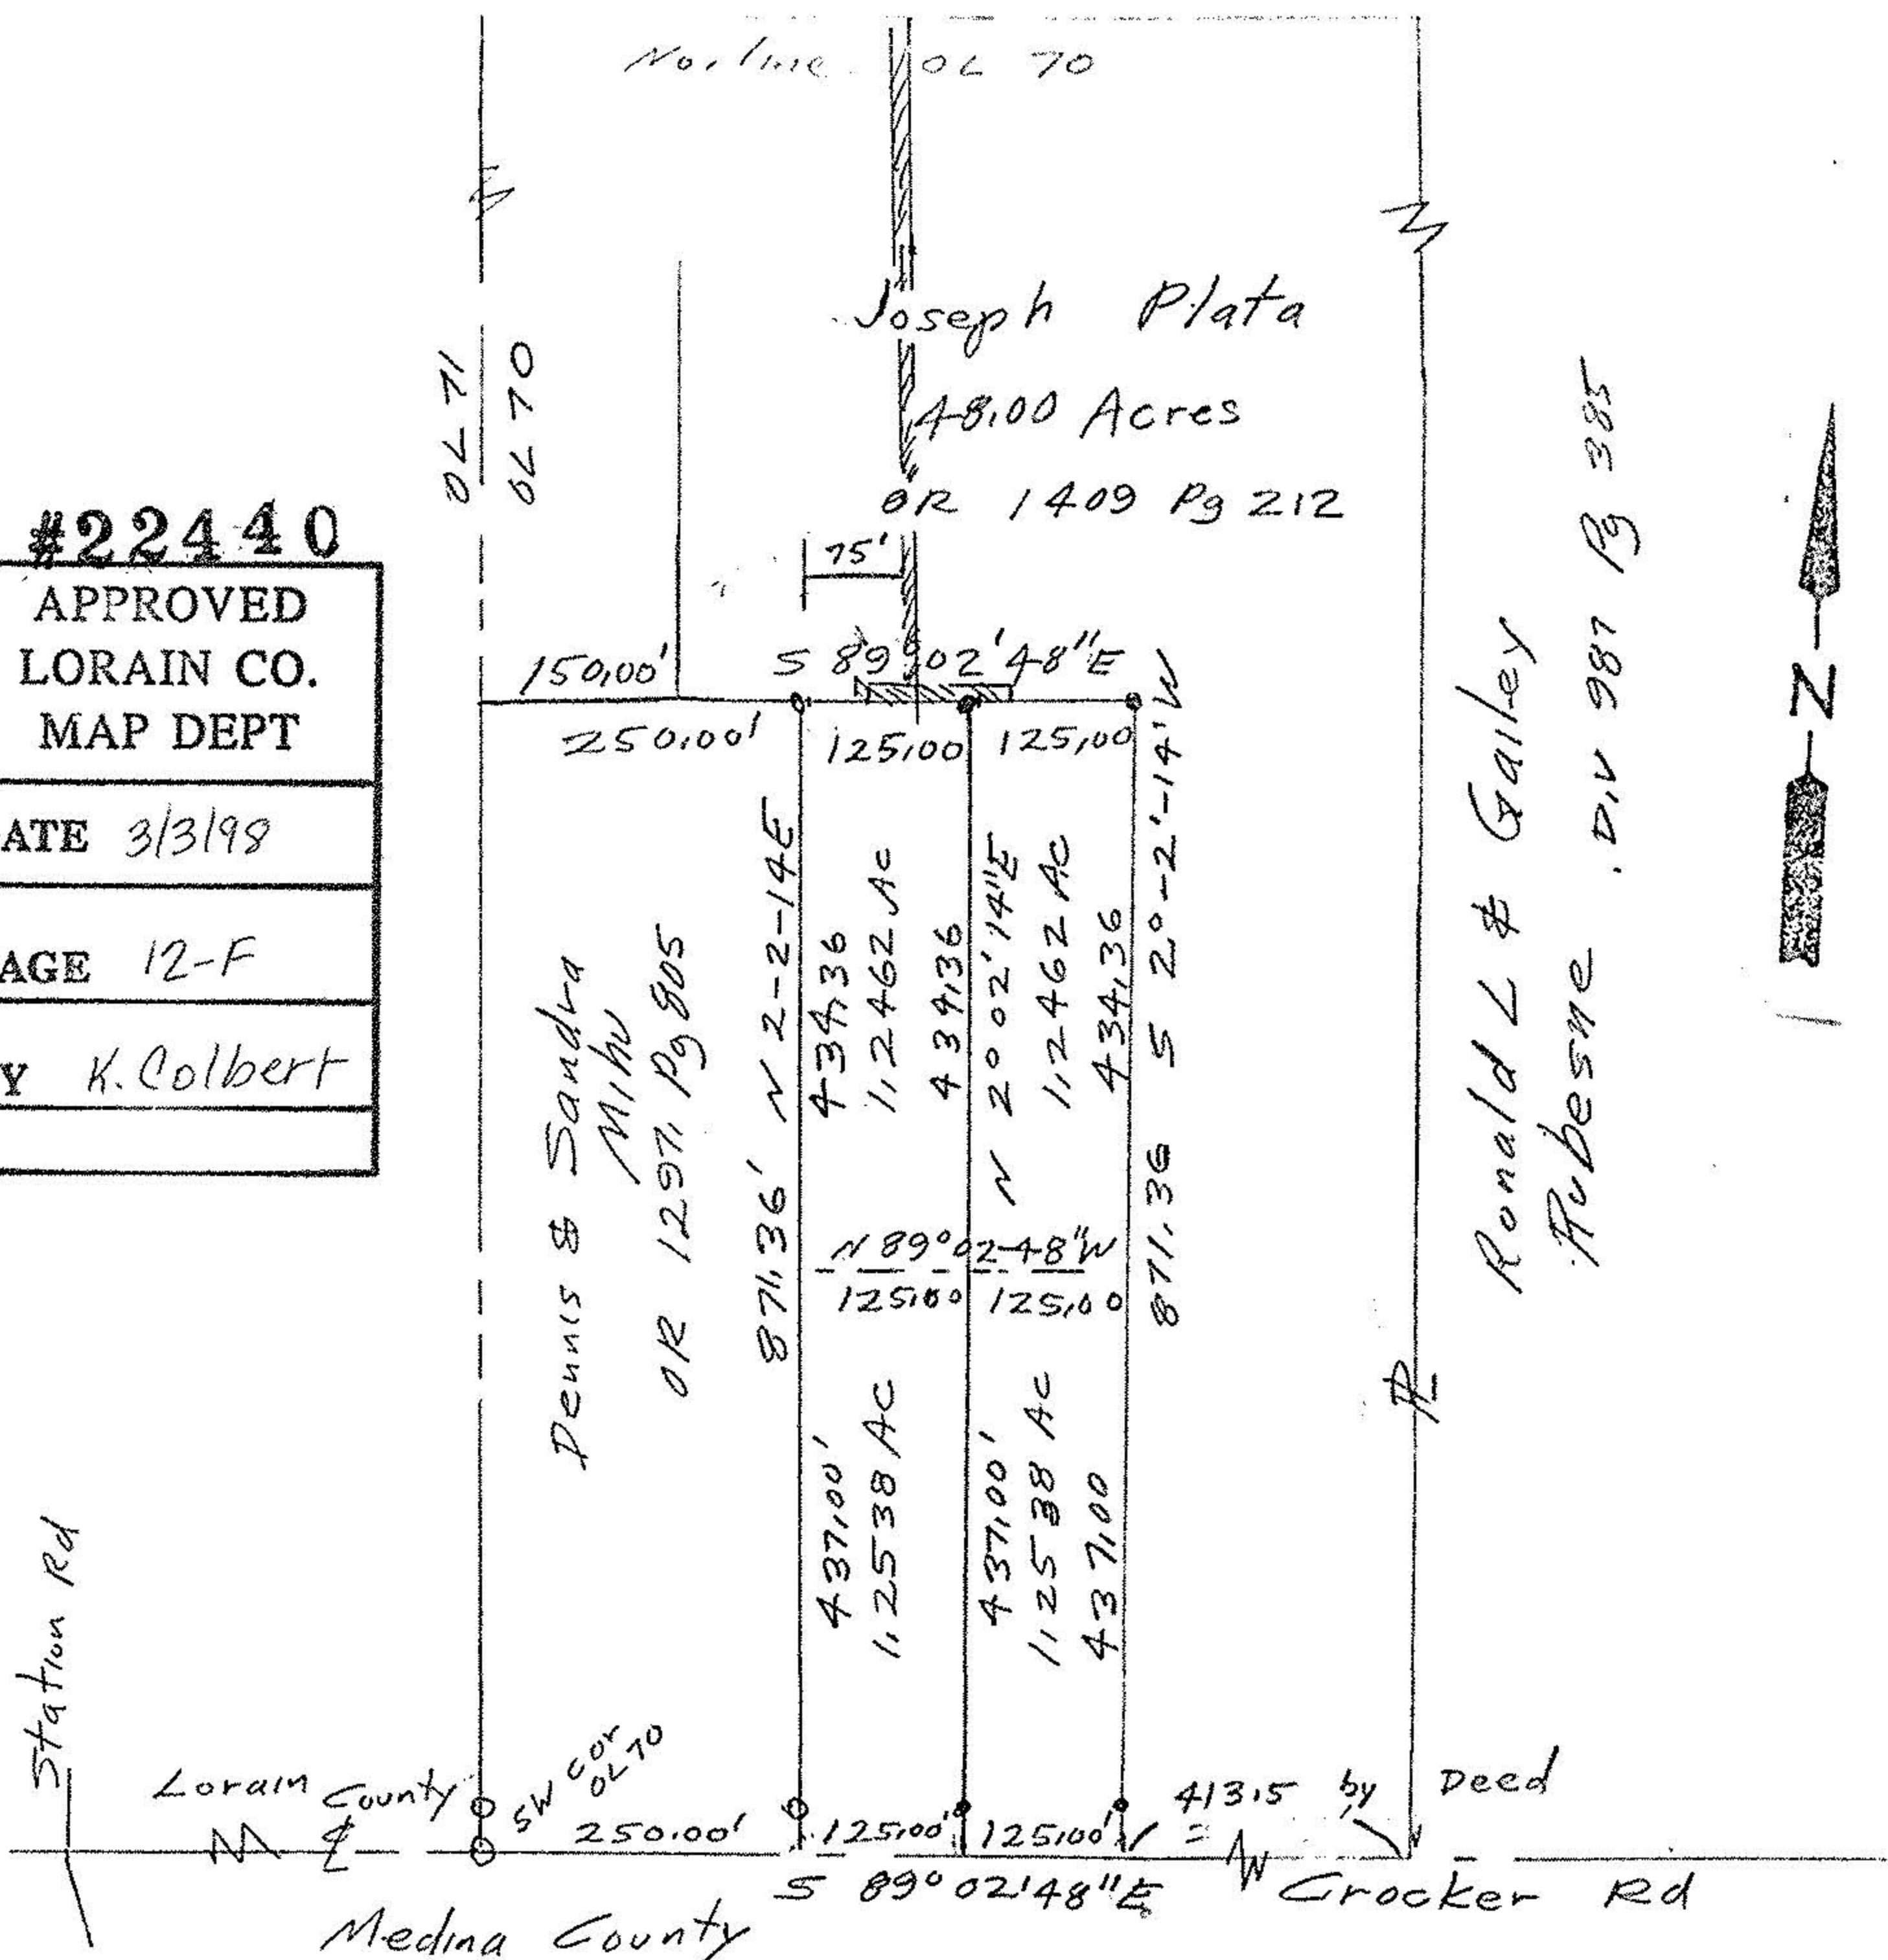 No. line OL 70
OL 71
OL 70
Joseph Plata
48.00 Acres
OR 1409 Pg 212
75'
#22440
APPROVED
LORAIN CO.
MAP DEPT
ATE 3/3/98
AGE 12-F
Y K. Colbert
150.00'
S 89°02'48"E
250.00'
125.00
125.00
N 2-2-14E
871.36'
434.36
1.2462 Ac
434.36
N 2°02'14"E
1.2462 Ac
434.36
S 2°-2'-14"W
871.36
Dennis & Sandra
Mihu
OR 1297, Pg 805
N 89°02-48"W
125.00
125.00
437.00'
1.2538 AC
437.00'
1.2538 Ac
437.00
Ronald L & Gailey
D.V 987 Pg 385
N
PL
Station Rd
Lorain County
SW Cor
OL 70
250.00'
125.00'
125.00'
413.5 by Deed
S 89°02'48"E
Crocker Rd
Medina County